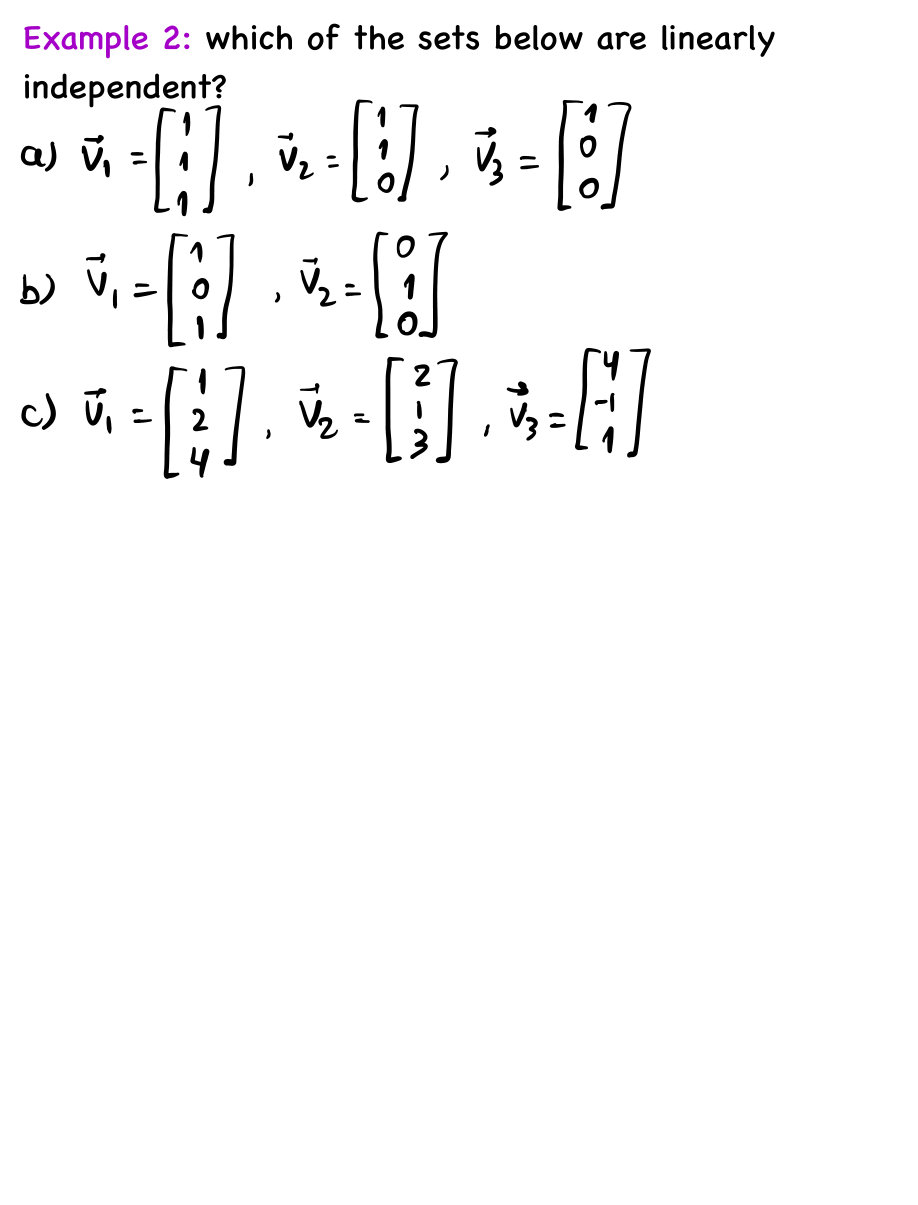 Example 2: which of the sets below are linearly
independent?
a) v⃗₁ = [1 1 1], v⃗₂ = [1 1 0], v⃗₃ = [1 0 0]
b) v⃗₁ = [1 0 1], v⃗₂ = [0 1 0]
c) v⃗₁ = [1 2 4], v⃗₂ = [2 1 3], v⃗₃ = [4 -1 1]